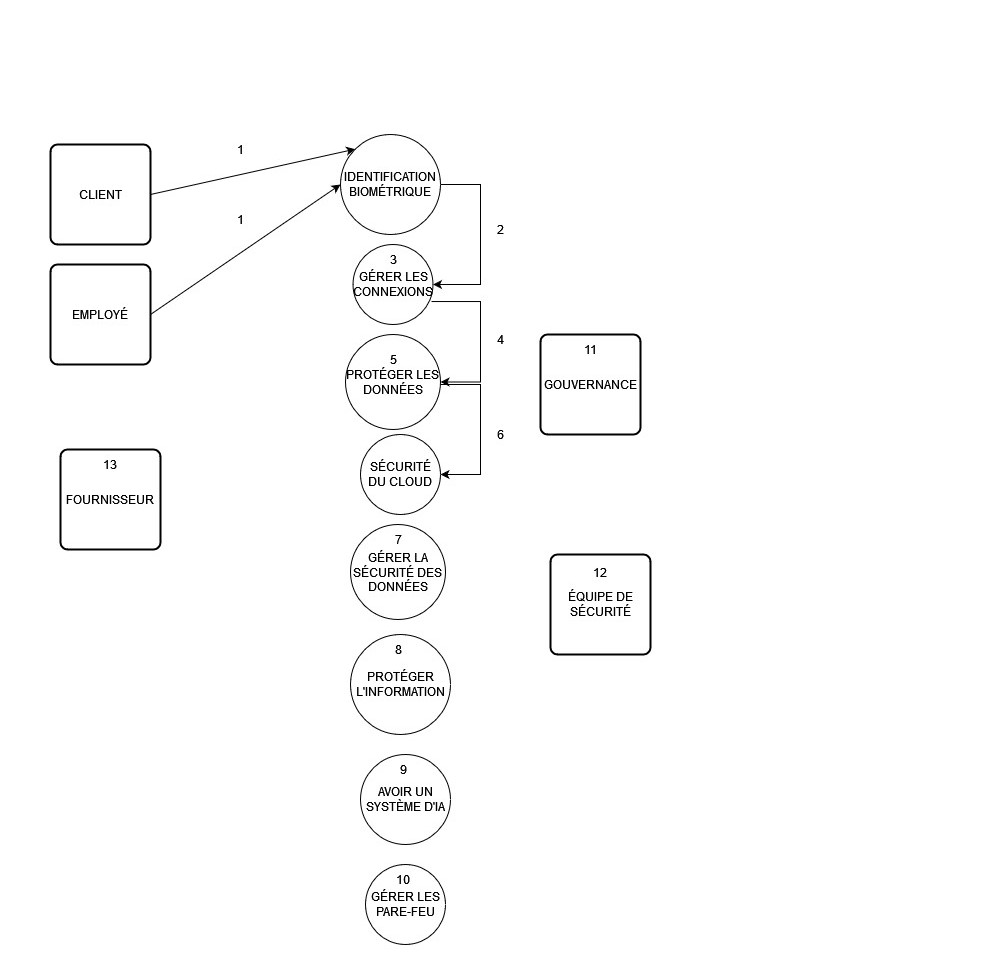 1
CLIENT
IDENTIFICATION
BIOMÉTRIQUE
1
2
3
GÉRER LES
CONNEXIONS
EMPLOYÉ
4
5
PROTÉGER LES
DONNÉES
11
GOUVERNANCE
6
13
FOURNISSEUR
SÉCURITÉ
DU CLOUD
7
GÉRER LA
SÉCURITÉ DES
DONNÉES
12
ÉQUIPE DE
SÉCURITÉ
8
PROTÉGER
L'INFORMATION
9
AVOIR UN
SYSTÈME D'IA
10
GÉRER LES
PARE-FEU